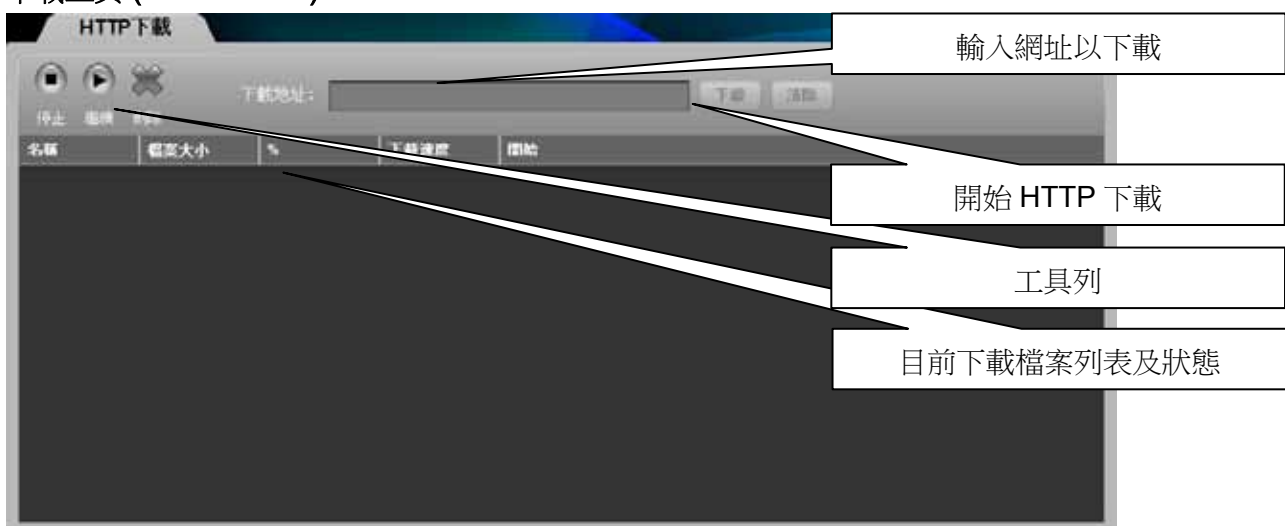 HTTP下載
輸入網址以下載
下載地址:
下載 清除
停止 繼續
名稱 檔案大小 % 下載速度 開始
開始 HTTP 下載
工具列
目前下載檔案列表及狀態